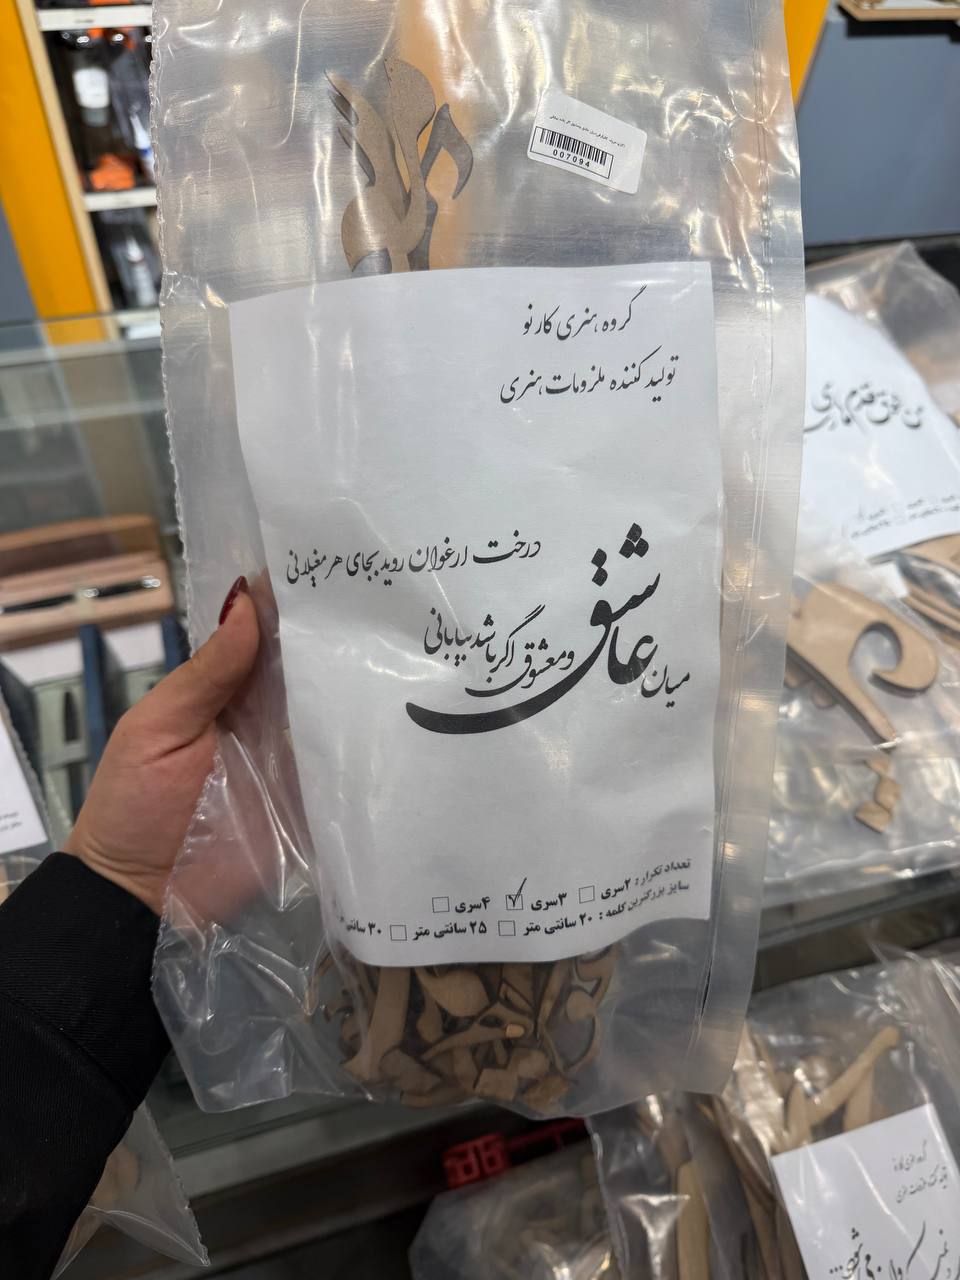 007094
گروه هنری کارنو
تولید کننده ملزومات هنری
درخت ارغوان روید بجای هر مغیلانی
میان عاشق و معشوق اگر باشد بیابانی
تعداد تکرار: ۲سری ۳سری ۴سری
سایز بزرگترین کلمه: ۲۰ سانتی متر ۲۵ سانتی متر ۳۰ سانتی